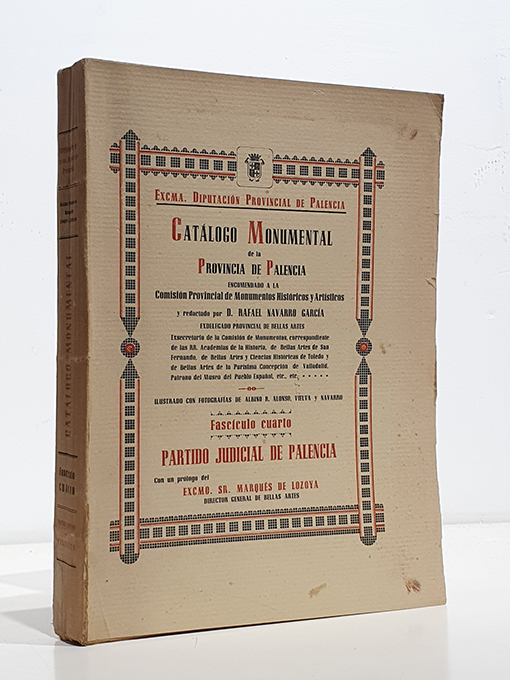 EXCMA. DIPUTACIÓN PROVINCIAL DE PALENCIA
CATÁLOGO MONUMENTAL
de la
PROVINCIA DE PALENCIA
ENCOMENDADO A LA
Comisión Provincial de Monumentos Históricos y Artísticos
y redactado por D. RAFAEL NAVARRO GARCÍA
EXDELEGADO PROVINCIAL DE BELLAS ARTES
Exsecretario de la Comisión de Monumentos, correspondiente
de las RR. Academias de la Historia, de Bellas Artes de San
Fernando, de Bellas Artes y Ciencias Históricas de Toledo y
de Bellas Artes de la Purísima Concepción de Valladolid,
Patrono del Museo del Pueblo Español, etc., etc.
ILUSTRADO CON FOTOGRAFÍAS DE ALBINO R. ALONSO, VIELVA y NAVARRO
Fascículo cuarto
PARTIDO JUDICIAL DE PALENCIA
Con un prólogo del
EXCMO. SR. MARQUÉS DE LOZOYA
DIRECTOR GENERAL DE BELLAS ARTES
CATÁLOGO MONUMENTAL
Fascículo
cuarto